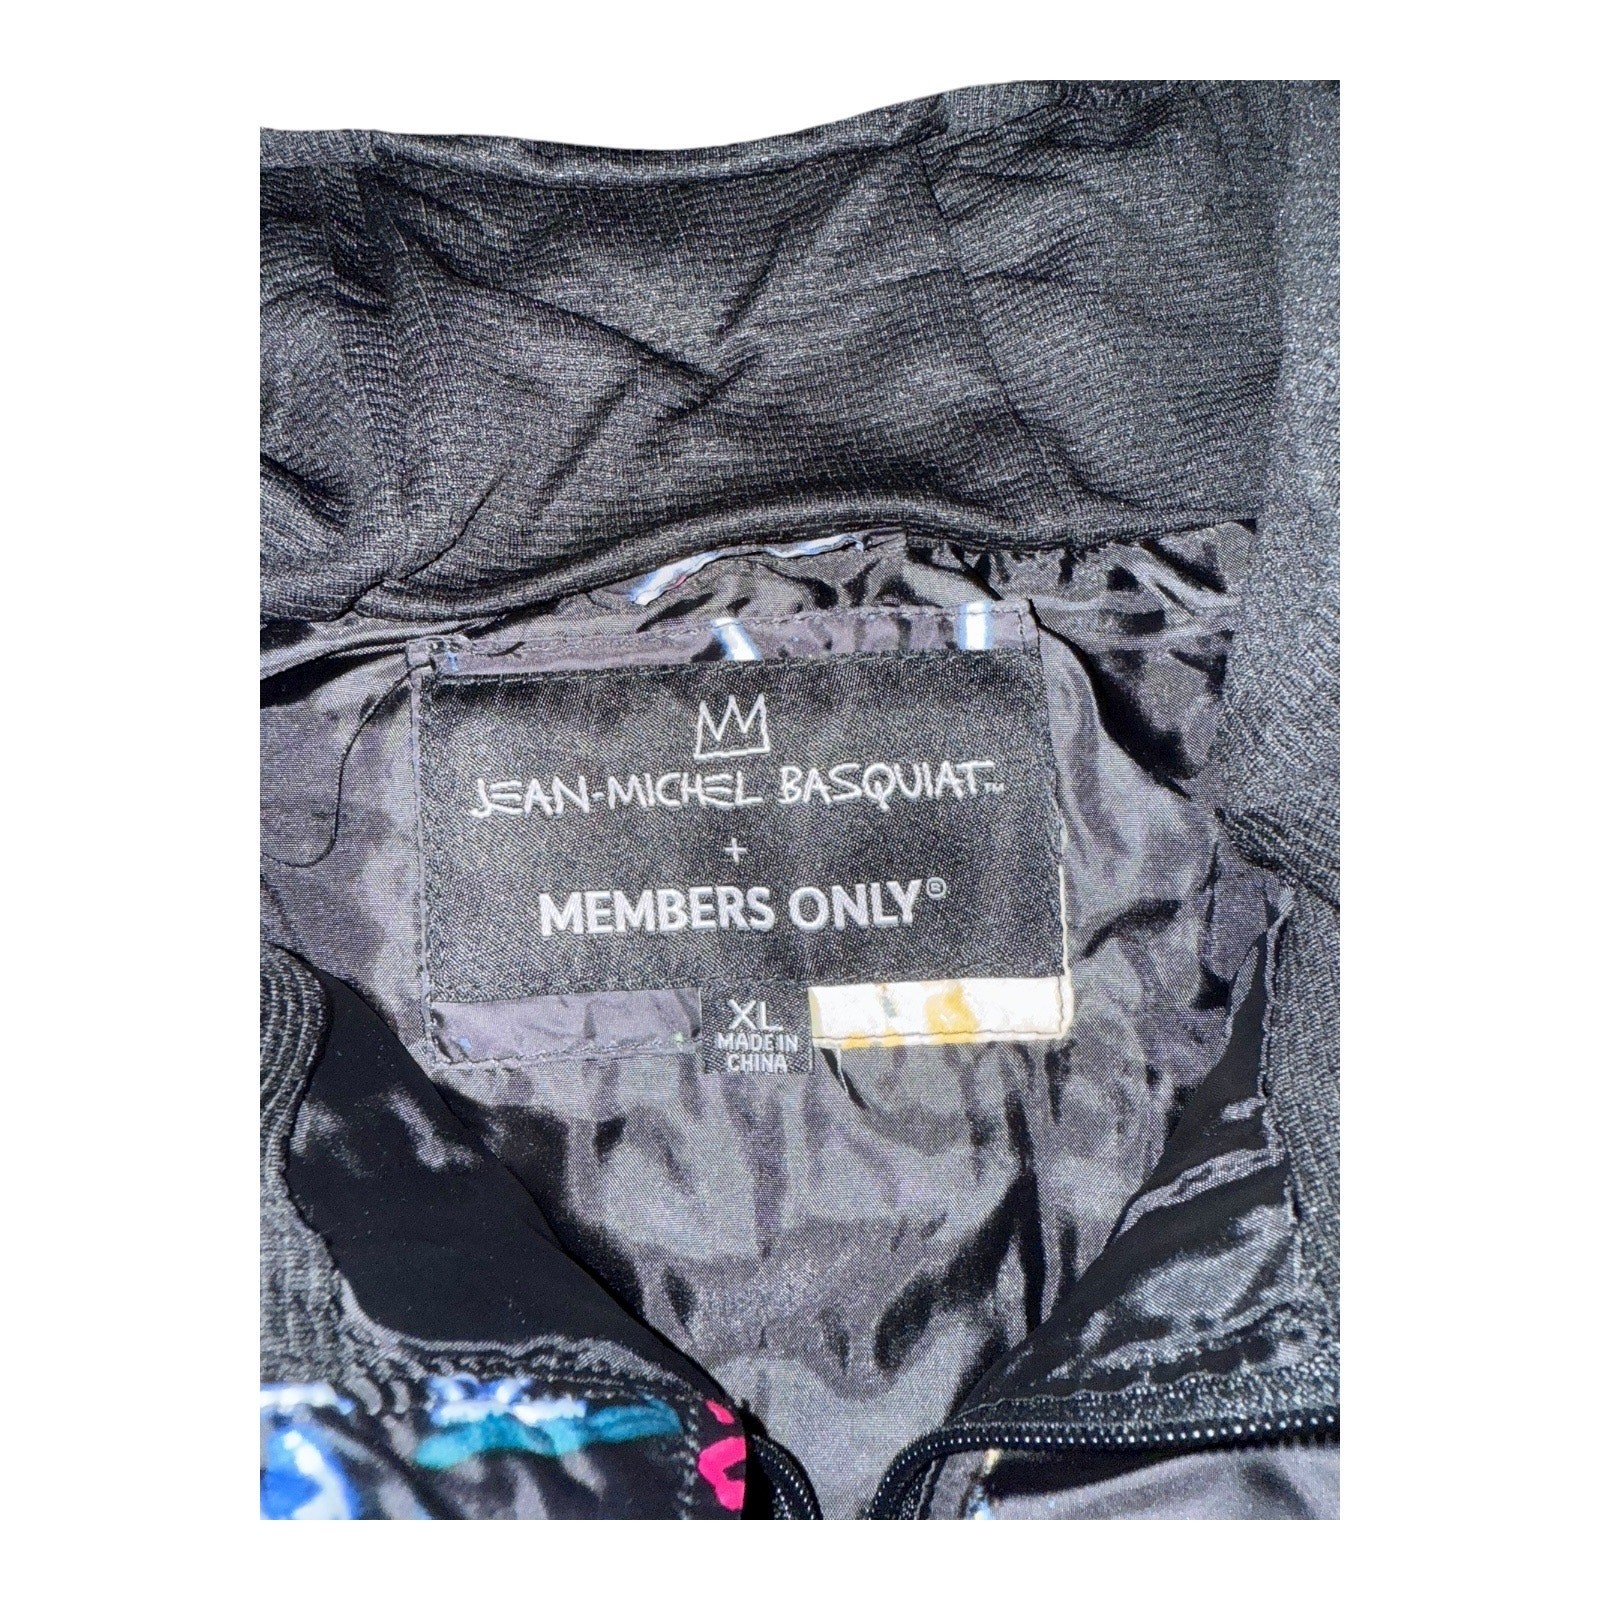 JEAN-MICHEL BASQUIAT™
+
MEMBERS ONLY®
XL
MADE IN
CHINA